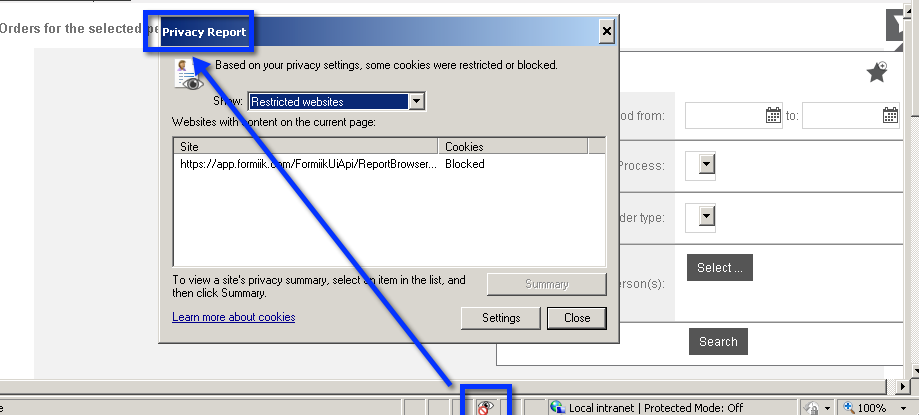 Orders for the selected pe
Privacy Report
Based on your privacy settings, some cookies were restricted or blocked.
Show: Restricted websites
Websites with content on the current page:
Site Cookies
https://app.formiik.com/FormiikUiApi/ReportBrowser... Blocked
To view a site's privacy summary, select an item in the list, and
then click Summary.
Summary
Learn more about cookies
Settings Close
od from: to:
Process:
der type:
erson(s): Select ...
Search
e
Local intranet | Protected Mode: Off
100%